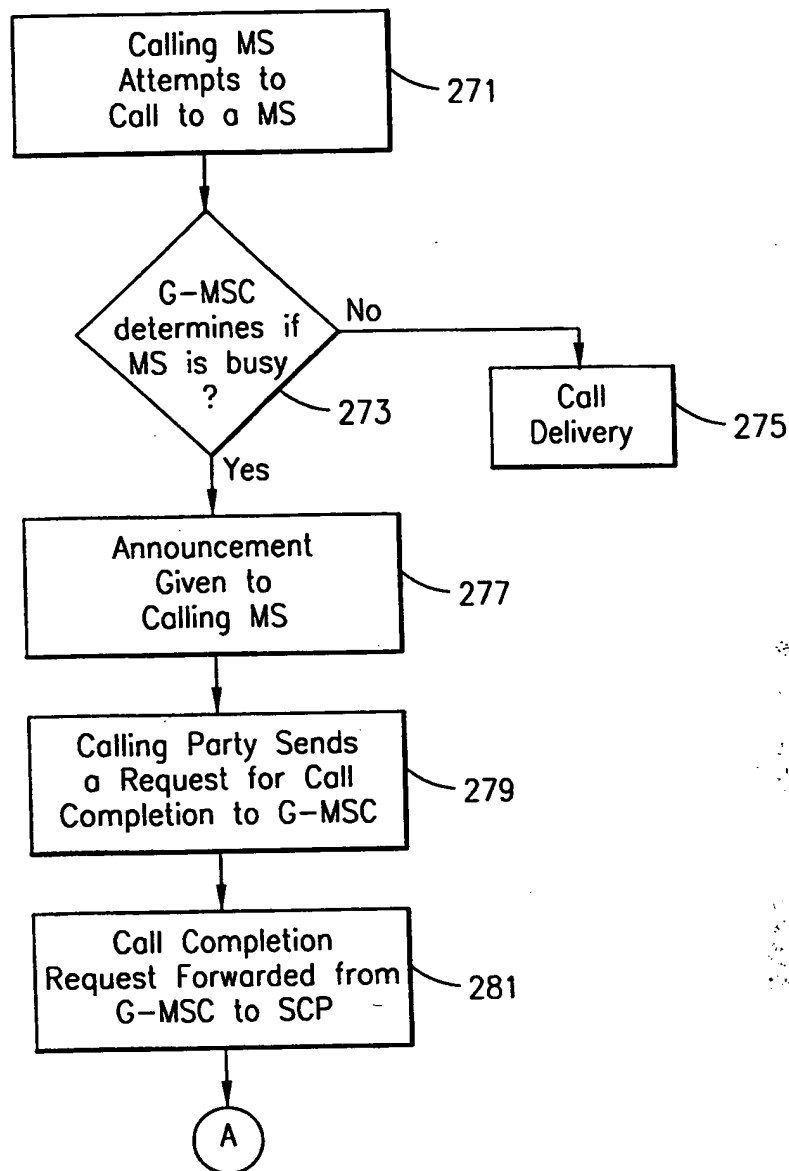 Calling MS
Attempts to
Call to a MS
271
G-MSC
determines if
MS is busy
?
No
273
Call
Delivery
275
Yes
Announcement
Given to
Calling MS
277
Calling Party Sends
a Request for Call
Completion to G-MSC
279
Call Completion
Request Forwarded from
G-MSC to SCP
281
A